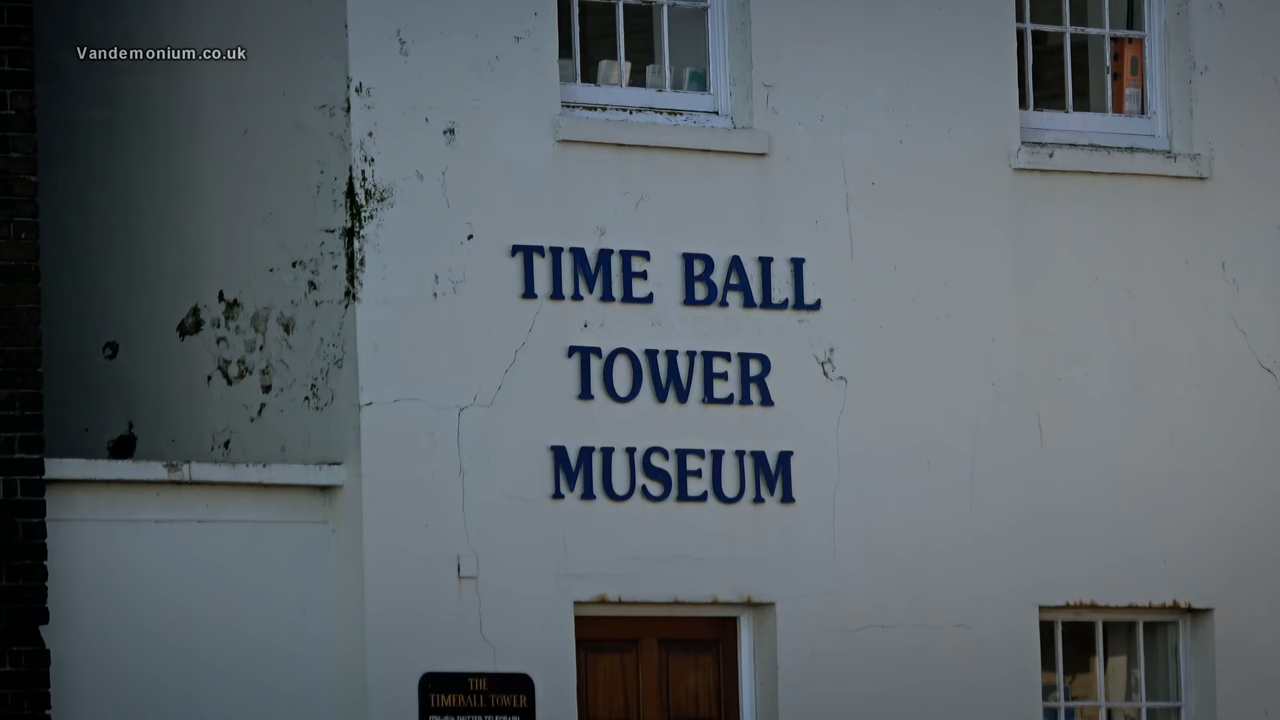 Vandemonium.co.uk
TIME BALL
TOWER
MUSEUM
THE
TIMEBALL TOWER